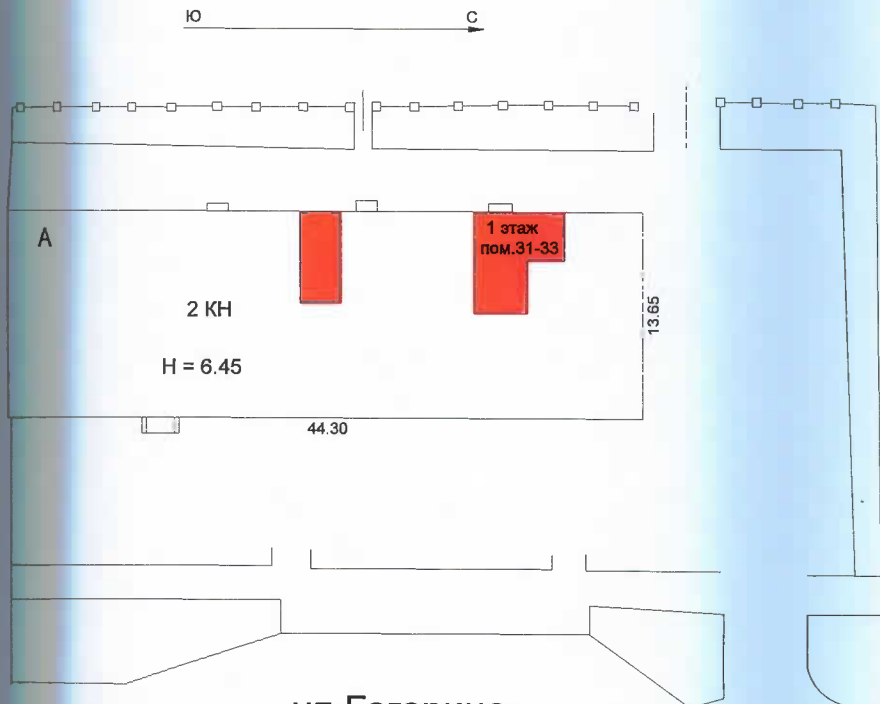 Ю С
А
1 этаж
пом.31-33
2 КН
Н = 6.45
13.65
44.30